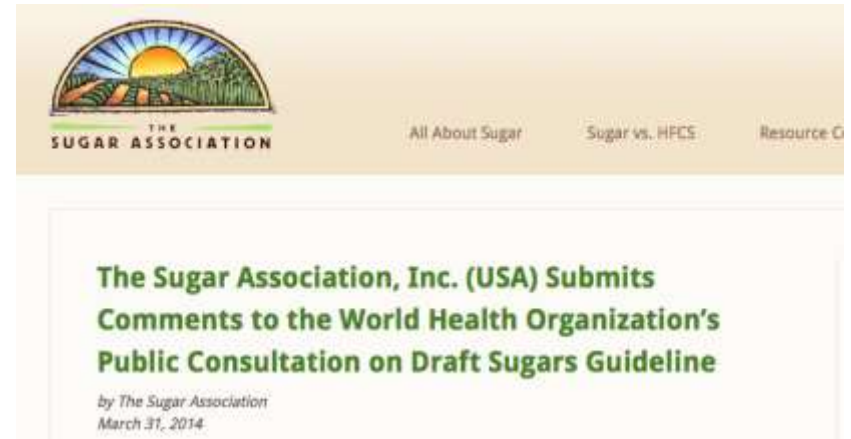 THE
SUGAR ASSOCIATION
All About Sugar
Sugar vs. HFCS
Resource
The Sugar Association, Inc. (USA) Submits
Comments to the World Health Organization's
Public Consultation on Draft Sugars Guideline
by The Sugar Association
March 31, 2014